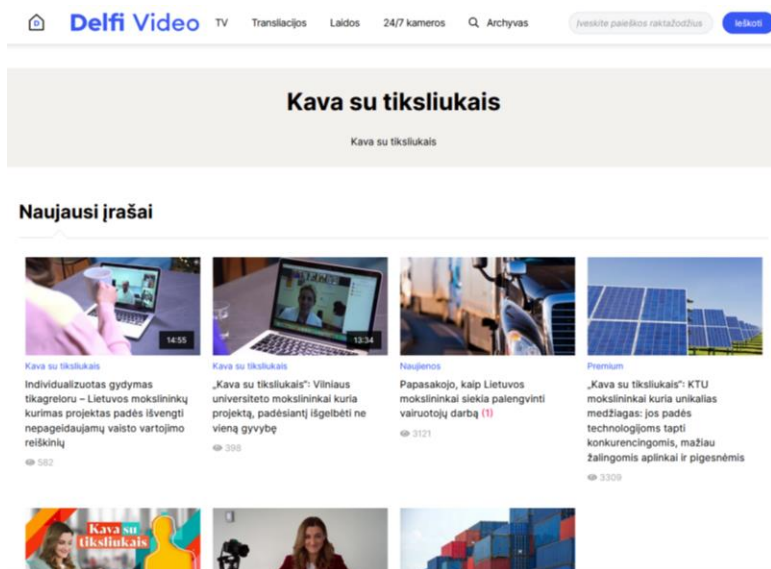 Delfi Video TV Transliacijos Laidos 24/7 kameros Archyvas Įveskite paieškos raktažodžius Ieškoti
Kava su tiksliukais
Kava su tiksliukais
Naujausi įrašai
14:55
13:34
Kava su tiksliukais
Individualizuotas gydymas
tikagreloru – Lietuvos mokslininkų
kurimas projektas padės išvengti
nepageidaujamų vaisto vartojimo
reiškinių
582
Kava su tiksliukais
„Kava su tiksliukais“: Vilniaus
universiteto mokslininkai kuria
projektą, padėsiantį išgelbėti ne
vieną gyvybę
398
Naujienos
Papasakojo, kaip Lietuvos
mokslininkai siekia palengvinti
vairuotojų darbą (1)
3121
Premium
„Kava su tiksliukais“: KTU
mokslininkai kuria unikalias
medžiagas: jos padės
technologijoms tapti
konkurencingomis, mažiau
žalingomis aplinkai ir pigesnėmis
3309
Kava su
tiksliukais